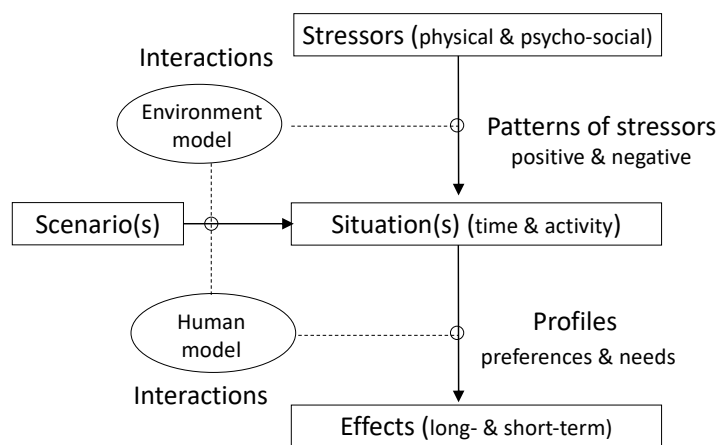 Stressors (physical & psycho-social)
Interactions
Environment
model
Patterns of stressors
positive & negative
Scenario(s)
Situation(s) (time & activity)
Human
model
Profiles
preferences & needs
Interactions
Effects (long- & short-term)